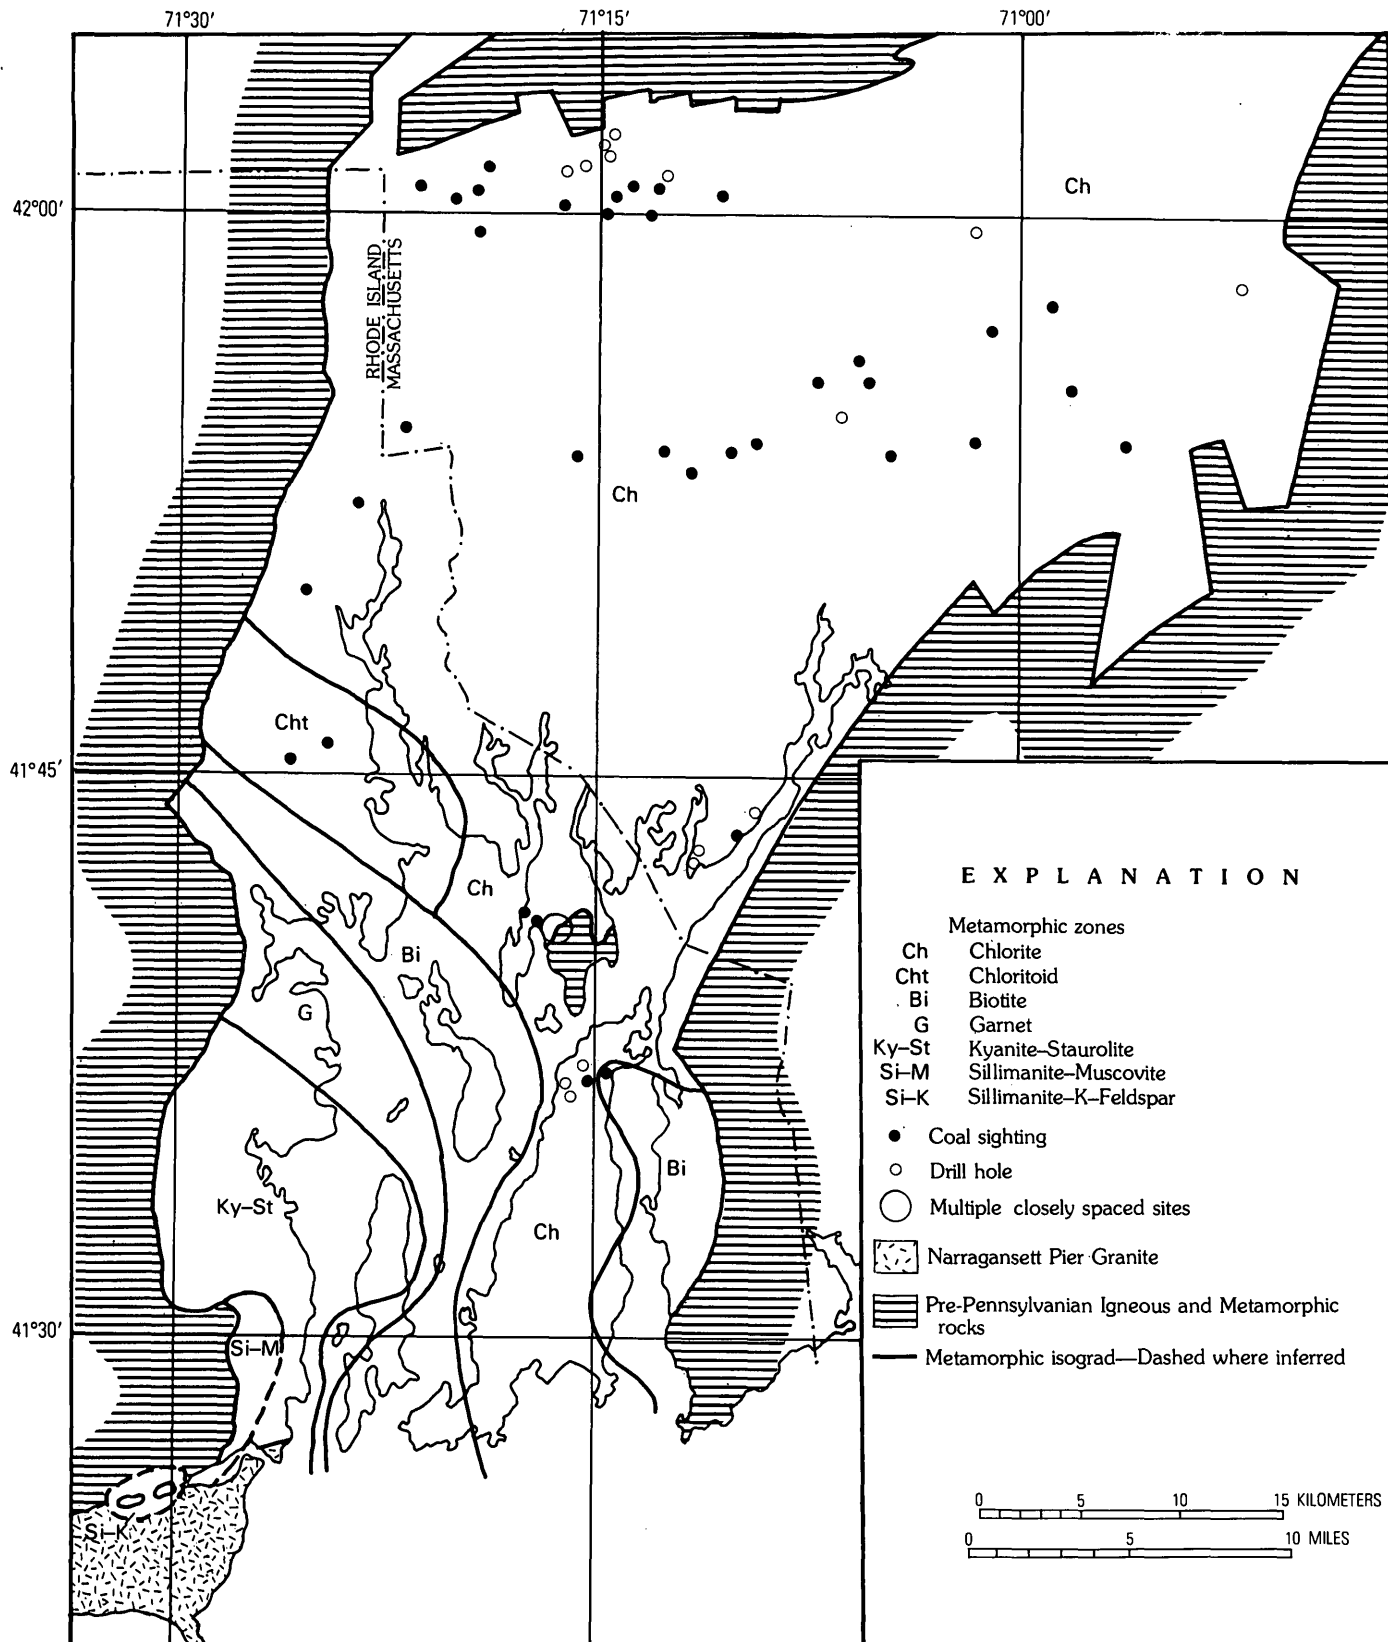 71°30′
71°15′
71°00′
Ch
42°00′
RHODE ISLAND
MASSACHUSETTS
Ch
Cht
41°45′
Ch
Bi
G
Bi
Ky–St
Ch
41°30′
Si–M
Si–K
E X P L A N A T I O N
Metamorphic zones
Ch Chlorite
Cht Chloritoid
Bi Biotite
G Garnet
Ky–St Kyanite–Staurolite
Si–M Sillimanite–Muscovite
Si–K Sillimanite–K–Feldspar
Coal sighting
Drill hole
Multiple closely spaced sites
Narragansett Pier Granite
Pre-Pennsylvanian Igneous and Metamorphic
rocks
Metamorphic isograd—Dashed where inferred
0 5 10 15 KILOMETERS
0 5 10 MILES